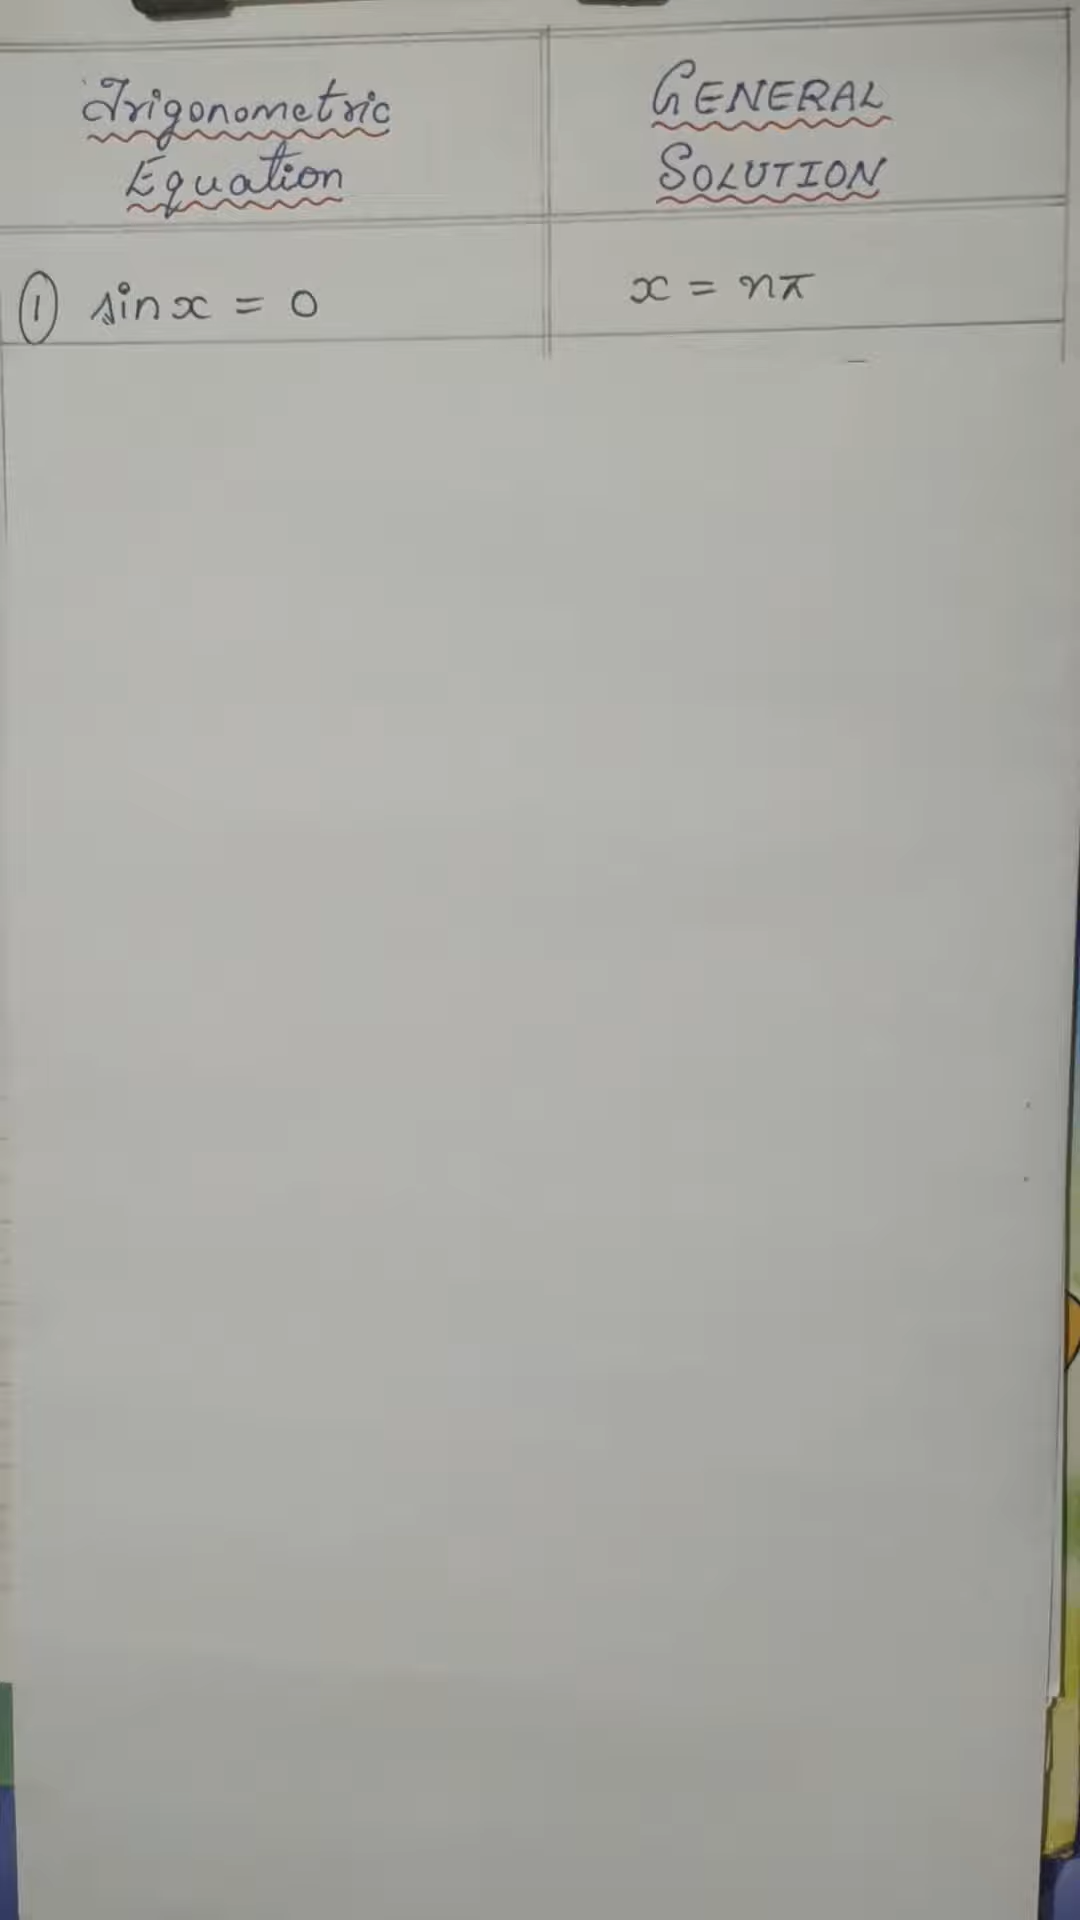 Trigonometric
Equation
GENERAL
SOLUTION
① sin x = 0
x = nπ